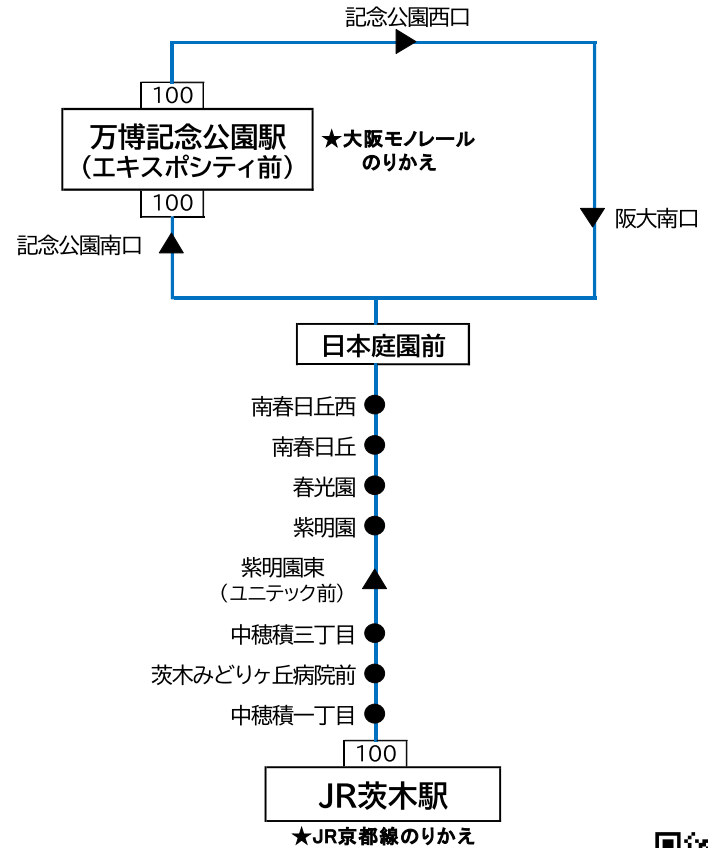 記念公園西口
100
万博記念公園駅
（エキスポシティ前）
★大阪モノレール
のりかえ
100
阪大南口
記念公園南口
日本庭園前
南春日丘西
南春日丘
春光園
紫明園
紫明園東
（ユニテック前）
中穂積三丁目
茨木みどりヶ丘病院前
中穂積一丁目
100
JR茨木駅
★JR京都線のりかえ